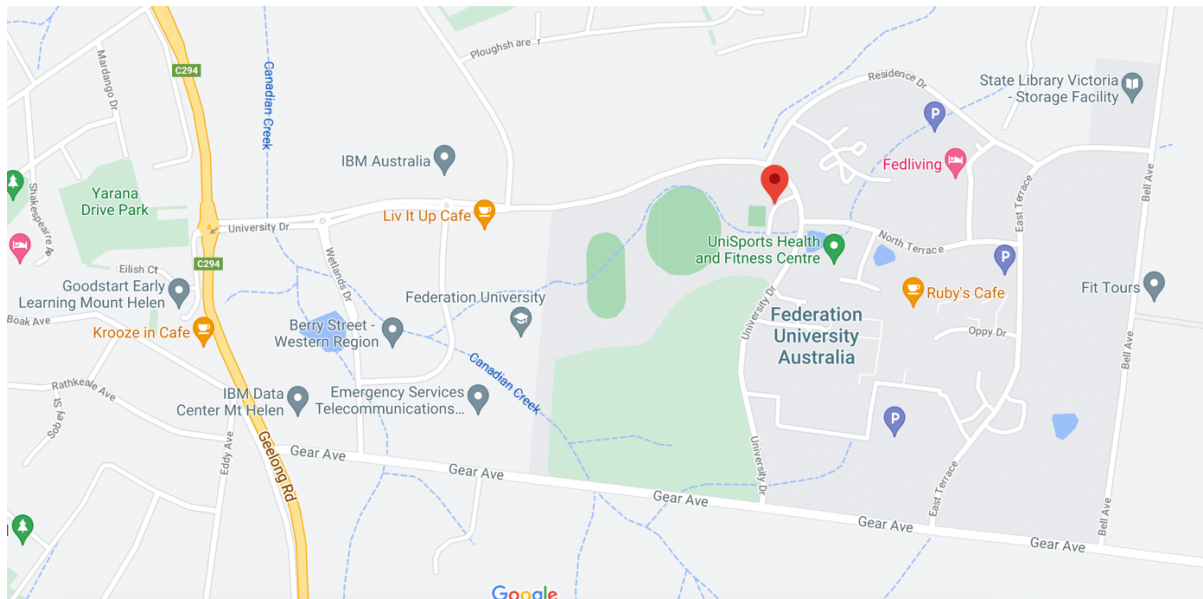 Ploughshare r
C294
Mardango Dr
Canadian Creek
Residence Dr
State Library Victoria
- Storage Facility
P
IBM Australia
Fedliving
Bell Ave
Yarana
Drive Park
Shakespeare
Liv It Up Cafe
East Terrace
University Dr
North Terrace
UniSports Health
and Fitness Centre
P
C294
Eilish Ct
Goodstart Early
Learning Mount Helen
Wetlands Dr
Federation University
University Dr
Ruby's Cafe
Fit Tours
Boak Ave
Krooze in Cafe
Berry Street -
Western Region
Federation
University
Australia
Oppy Dr
Bell Ave
Canadian Creek
Rathkeale Ave
IBM Data
Center Mt Helen
Emergency Services
Telecommunications...
P
Sobey St
Eddy Ave
Geelong Rd
Gear Ave
Gear Ave
University Dr
East Terrace
Gear Ave
Gear Ave
Bell Ave
Gear Ave
Google